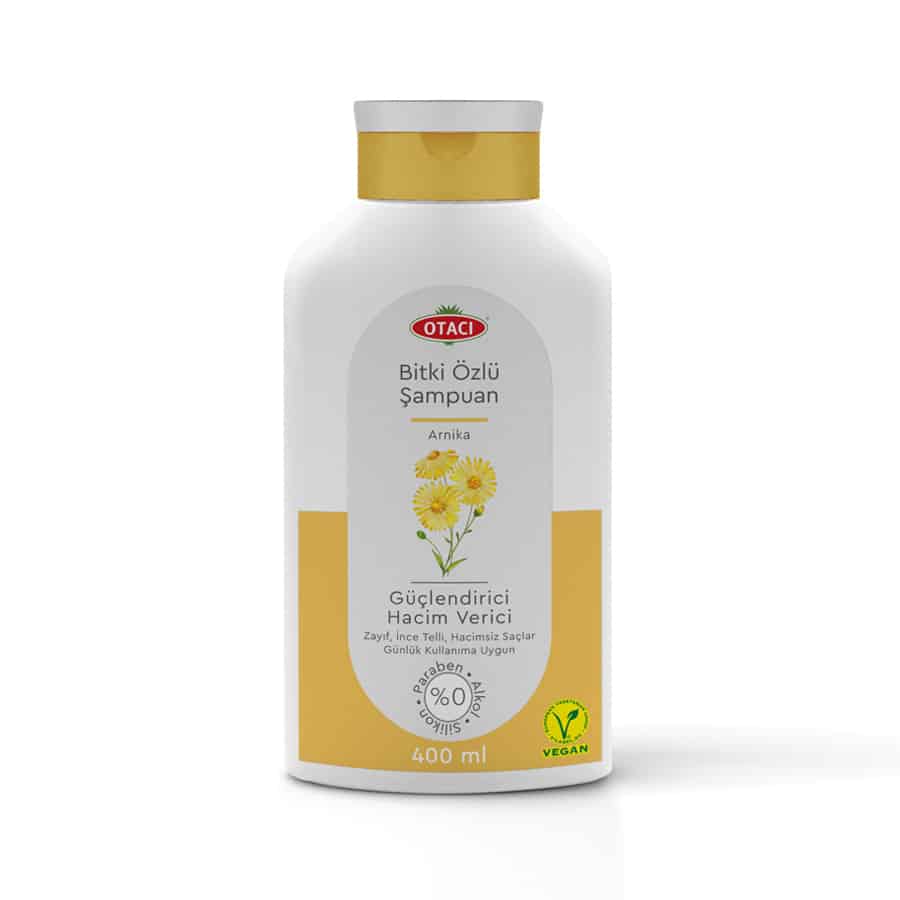 OTACI
Bitki Özlü
Şampuan
Arnika
Güçlendirici
Hacim Verici
Zayıf, İnce Telli, Hacimsiz Saçlar
Günlük Kullanıma Uygun
Paraben • Alkol • Silikon •
%0
400 ml
VEGAN